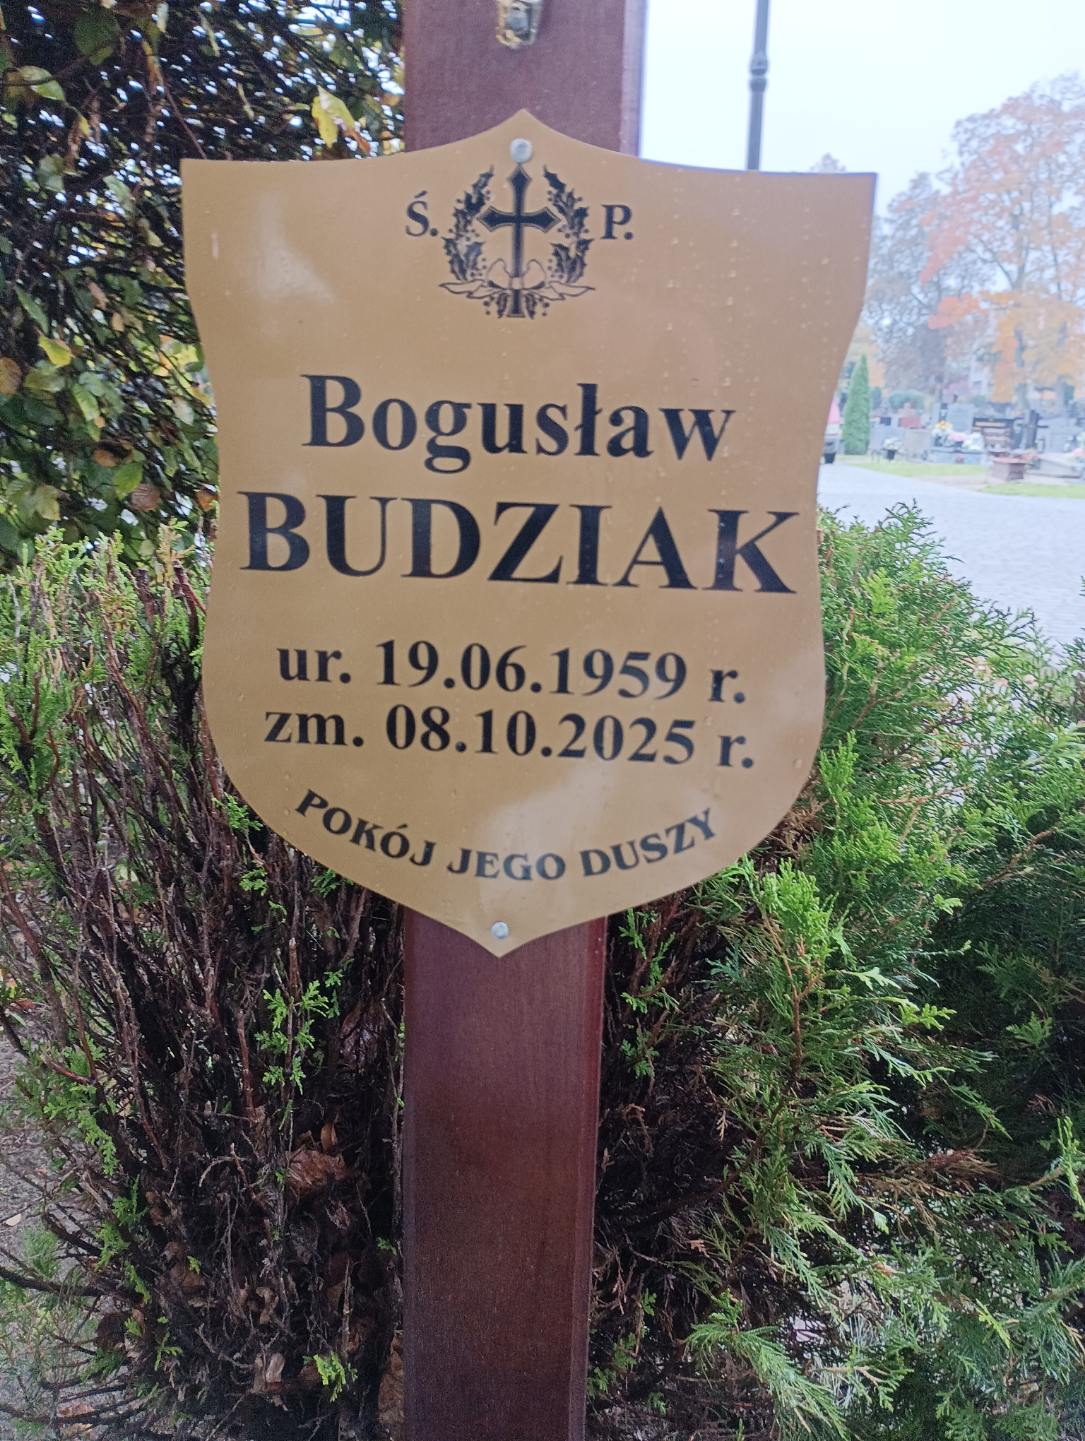 Ś. P.
Bogusław
BUDZIAK
ur. 19.06.1959 r.
zm. 08.10.2025 r.
POKÓJ JEGO DUSZY